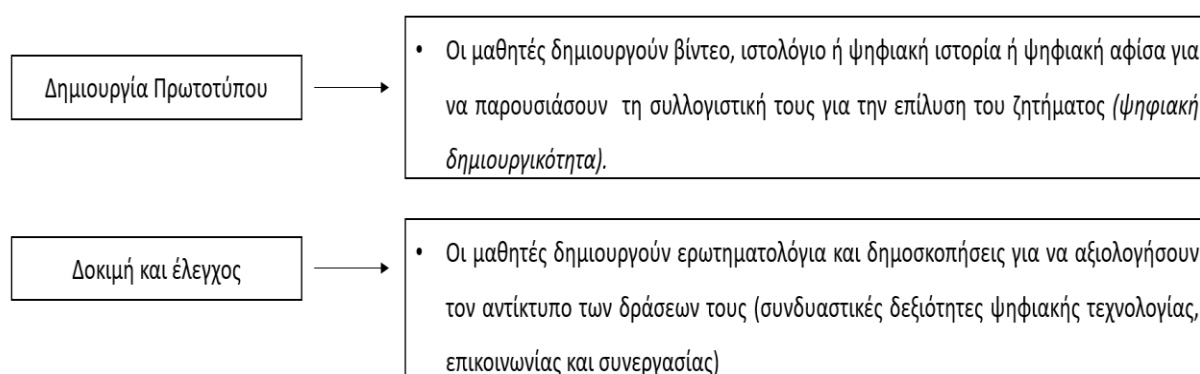 Δημιουργία Πρωτοτύπου
• Οι μαθητές δημιουργούν βίντεο, ιστολόγιο ή ψηφιακή ιστορία ή ψηφιακή αφίσα για
να παρουσιάσουν τη συλλογιστική τους για την επίλυση του ζητήματος (ψηφιακή
δημιουργικότητα).
Δοκιμή και έλεγχος
• Οι μαθητές δημιουργούν ερωτηματολόγια και δημοσκοπήσεις για να αξιολογήσουν
τον αντίκτυπο των δράσεων τους (συνδυαστικές δεξιότητες ψηφιακής τεχνολογίας,
επικοινωνίας και συνεργασίας)